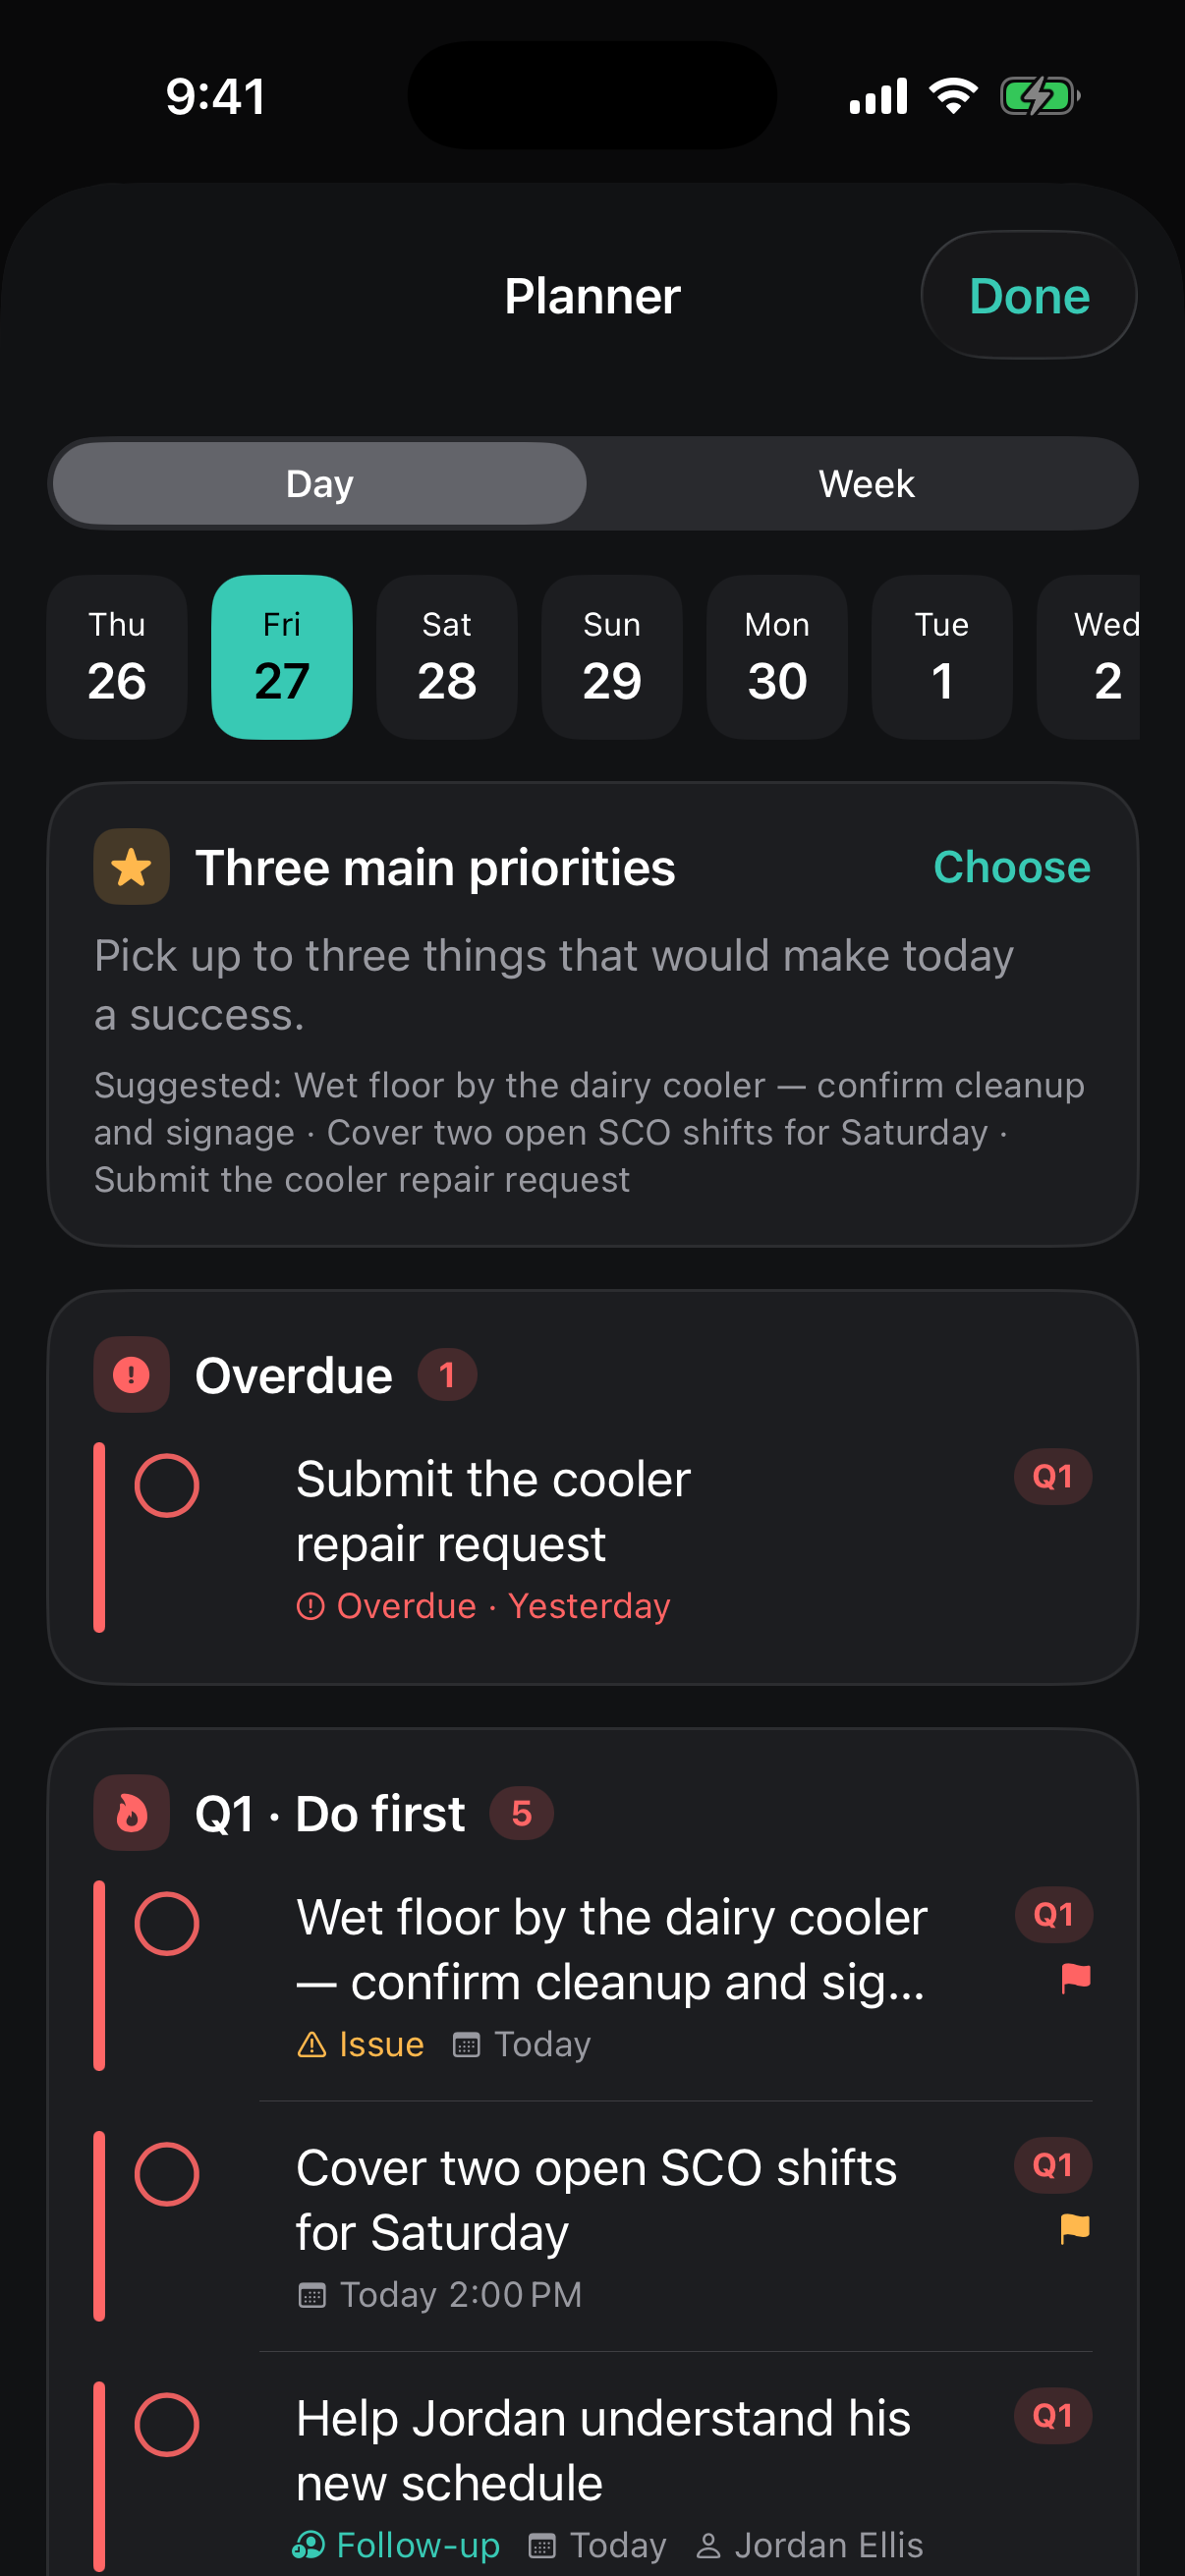 9:41
Planner
Done
Day
Week
Thu
26
Fri
27
Sat
28
Sun
29
Mon
30
Tue
1
Wed
2
Three main priorities
Choose
Pick up to three things that would make today
a success.
Suggested: Wet floor by the dairy cooler — confirm cleanup
and signage · Cover two open SCO shifts for Saturday ·
Submit the cooler repair request
Overdue 1
Submit the cooler
repair request
Q1
Overdue · Yesterday
Q1 · Do first 5
Wet floor by the dairy cooler
— confirm cleanup and sig...
Q1
Issue Today
Cover two open SCO shifts
for Saturday
Q1
Today 2:00 PM
Help Jordan understand his
new schedule
Q1
Follow-up Today Jordan Ellis